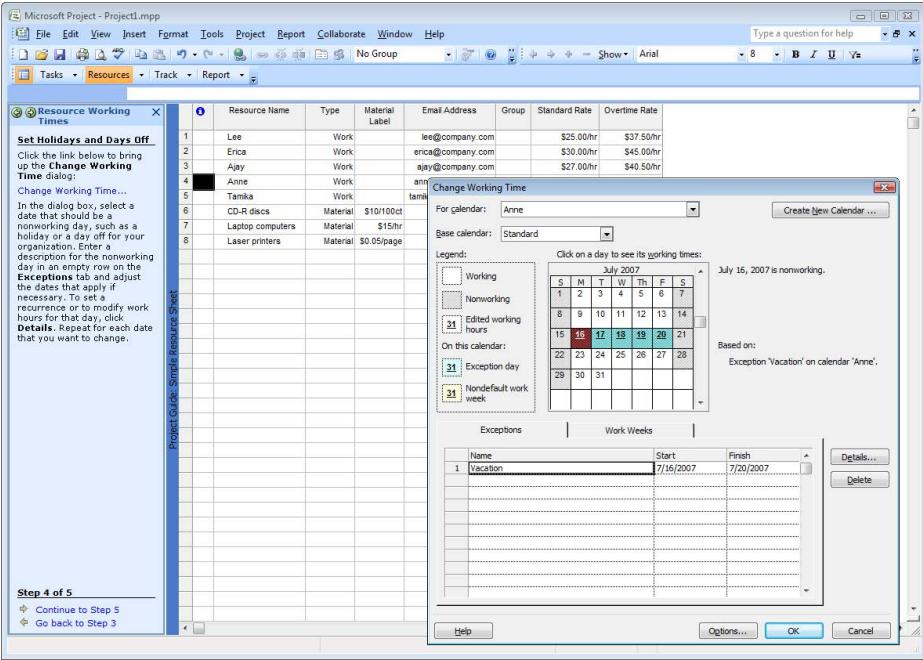 Microsoft Project - Project1.mpp
File Edit View Insert Format Tools Project Report Collaborate Window Help
Type a question for help
No Group
Show
Arial
8
B I U
Tasks Resources Track Report
Resource Working Times
Set Holidays and Days Off
Click the link below to bring
up the Change Working
Time dialog:
Change Working Time...
In the dialog box, select a
date that should be a
nonworking day, such as a
holiday or a day off for your
organization. Enter a
description for the nonworking
day in an empty row on the
Exceptions tab and adjust
the dates that apply if
necessary. To set a
recurrence or to modify work
hours for that day, click
Details. Repeat for each date
that you want to change.
Step 4 of 5
Continue to Step 5
Go back to Step 3
Project Guide: Simple Resource Sheet
Resource Name Type Material Label Email Address Group Standard Rate Overtime Rate
1 Lee Work lee@company.com $25.00/hr $37.50/hr
2 Erica Work erica@company.com $30.00/hr $45.00/hr
3 Ajay Work ajay@company.com $27.00/hr $40.50/hr
4 Anne Work ann
5 Tamika Work tamik
6 CD-R discs Material $10/100ct
7 Laptop computers Material $15/hr
8 Laser printers Material $0.05/page
Change Working Time
For calendar: Anne
Create New Calendar ...
Base calendar: Standard
Legend:
Working
Nonworking
31 Edited working hours
On this calendar:
31 Exception day
31 Nondefault work week
Click on a day to see its working times:
July 2007
S M T W Th F S
1 2 3 4 5 6 7
8 9 10 11 12 13 14
15 16 17 18 19 20 21
22 23 24 25 26 27 28
29 30 31
July 16, 2007 is nonworking.
Based on:
Exception 'Vacation' on calendar 'Anne'.
Exceptions Work Weeks
Name Start Finish
1 Vacation 7/16/2007 7/20/2007
Details...
Delete
Help
Options...
OK
Cancel